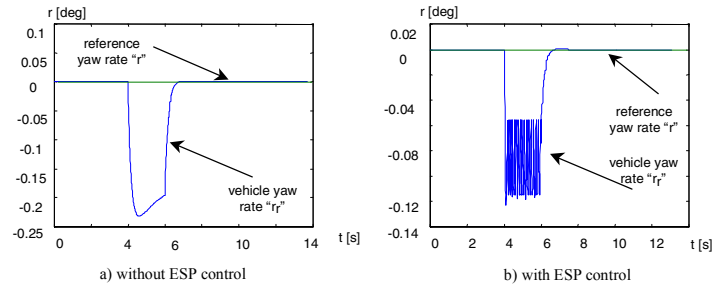 r [deg]
0.1
0.05
0
-0.05
-0.1
-0.15
-0.2
-0.25
reference
yaw rate “r”
vehicle yaw
rate “rr”
0 2 4 6 8 10 12 14
t [s]
a) without ESP control
r [deg]
0.02
0
-0.04
-0.08
-0.12
-0.14
reference
yaw rate “r”
vehicle yaw
rate “rr”
0 2 4 6 8 10 12
t [s]
b) with ESP control